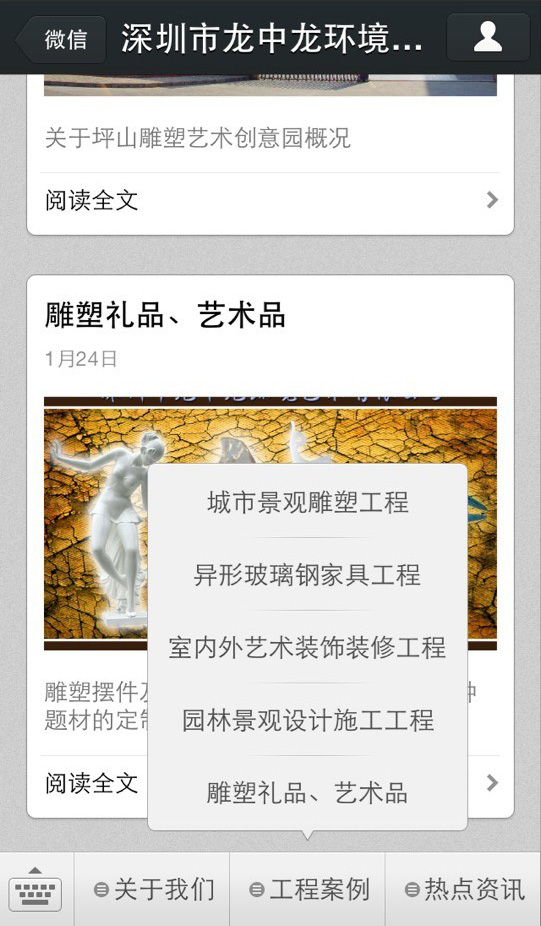 微信
深圳市龙中龙环境...
关于坪山雕塑艺术创意园概况
阅读全文
雕塑礼品、艺术品
1月24日
城市景观雕塑工程
异形玻璃钢家具工程
室内外艺术装饰装修工程
园林景观设计施工工程
雕塑礼品、艺术品
雕塑摆件及
题材的定制
阅读全文
关于我们
工程案例
热点资讯